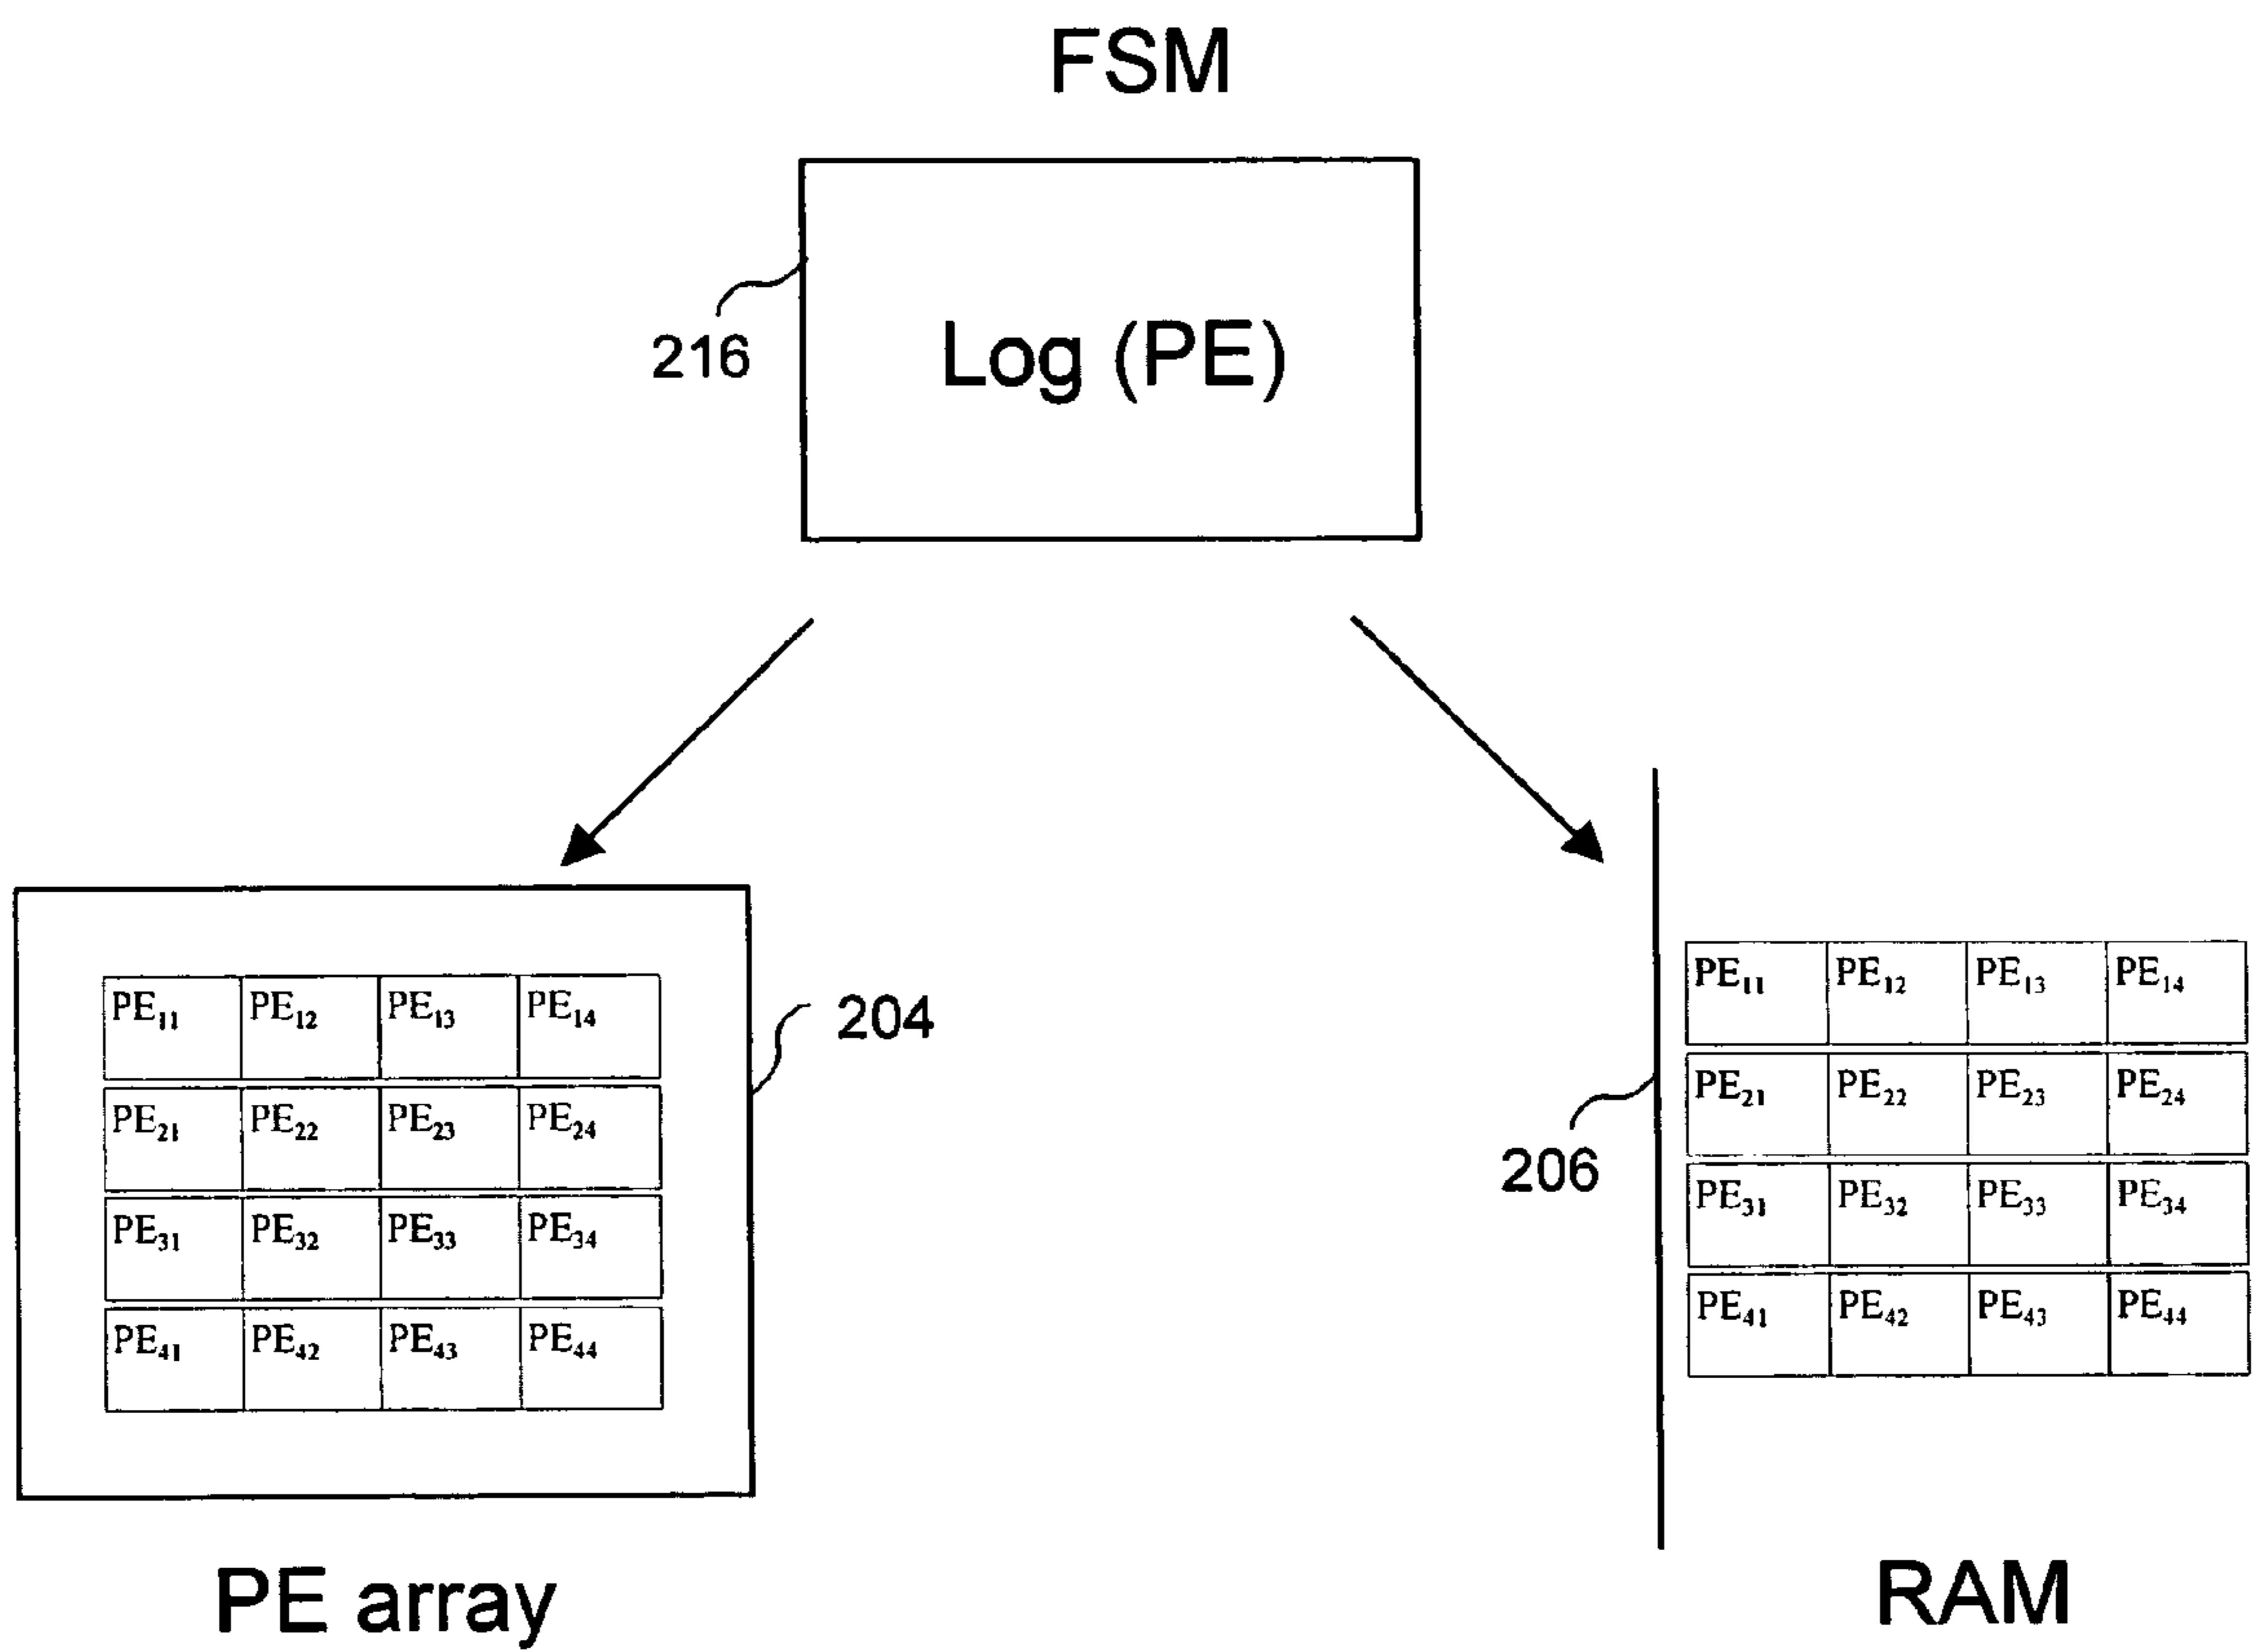 FSM
216
Log (PE)
PE₁₁ PE₁₂ PE₁₃ PE₁₄
PE₂₁ PE₂₂ PE₂₃ PE₂₄
PE₃₁ PE₃₂ PE₃₃ PE₃₄
PE₄₁ PE₄₂ PE₄₃ PE₄₄
204
PE array
206
PE₁₁ PE₁₂ PE₁₃ PE₁₄
PE₂₁ PE₂₂ PE₂₃ PE₂₄
PE₃₁ PE₃₂ PE₃₃ PE₃₄
PE₄₁ PE₄₂ PE₄₃ PE₄₄
RAM